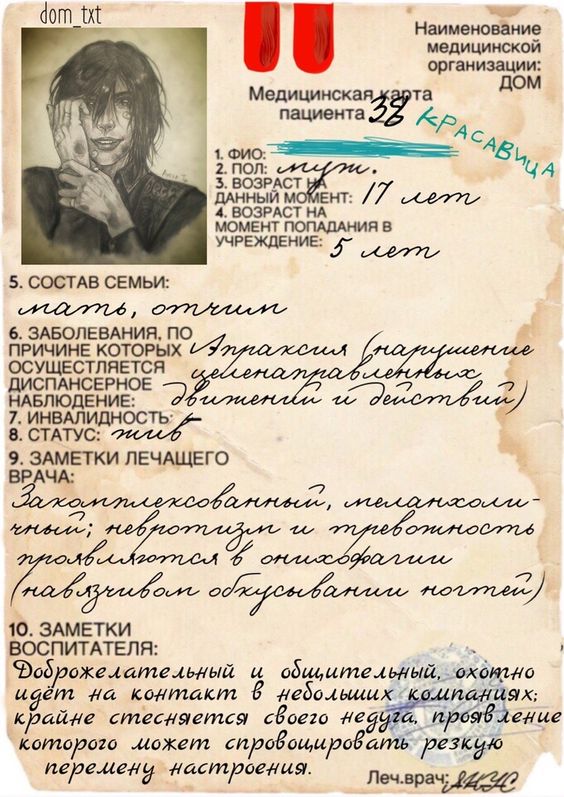 dom_txt
Наименование
медицинской
организации:
ДОМ
Медицинская карта
пациента 38 КРАСАВИЦА
1. ФИО:
2. ПОЛ: муж.
3. ВОЗРАСТ НА
ДАННЫЙ МОМЕНТ: 17 лет
4. ВОЗРАСТ НА
МОМЕНТ ПОПАДАНИЯ В
УЧРЕЖДЕНИЕ: 5 лет
5. СОСТАВ СЕМЬИ:
мать, отчим
6. ЗАБОЛЕВАНИЯ, ПО
ПРИЧИНЕ КОТОРЫХ Апраксия (нарушение
ОСУЩЕСТВЛЯЕТСЯ целенаправленных
ДИСПАНСЕРНОЕ
НАБЛЮДЕНИЕ: движений и действий)
7. ИНВАЛИДНОСТЬ: –
8. СТАТУС: жив
9. ЗАМЕТКИ ЛЕЧАЩЕГО
ВРАЧА:
Закомплексованный, меланхолич-
чный; невротизм и тревожность
проявляются в онихофагии
(навязчивом обкусывании ногтей)
10. ЗАМЕТКИ
ВОСПИТАТЕЛЯ:
Доброжелательный и общительный, охотно
идёт на контакт в небольших компаниях;
крайне стесняется своего недуга, проявление
которого может спровоцировать резкую
перемену настроения.
Леч.врач: ЯНУС